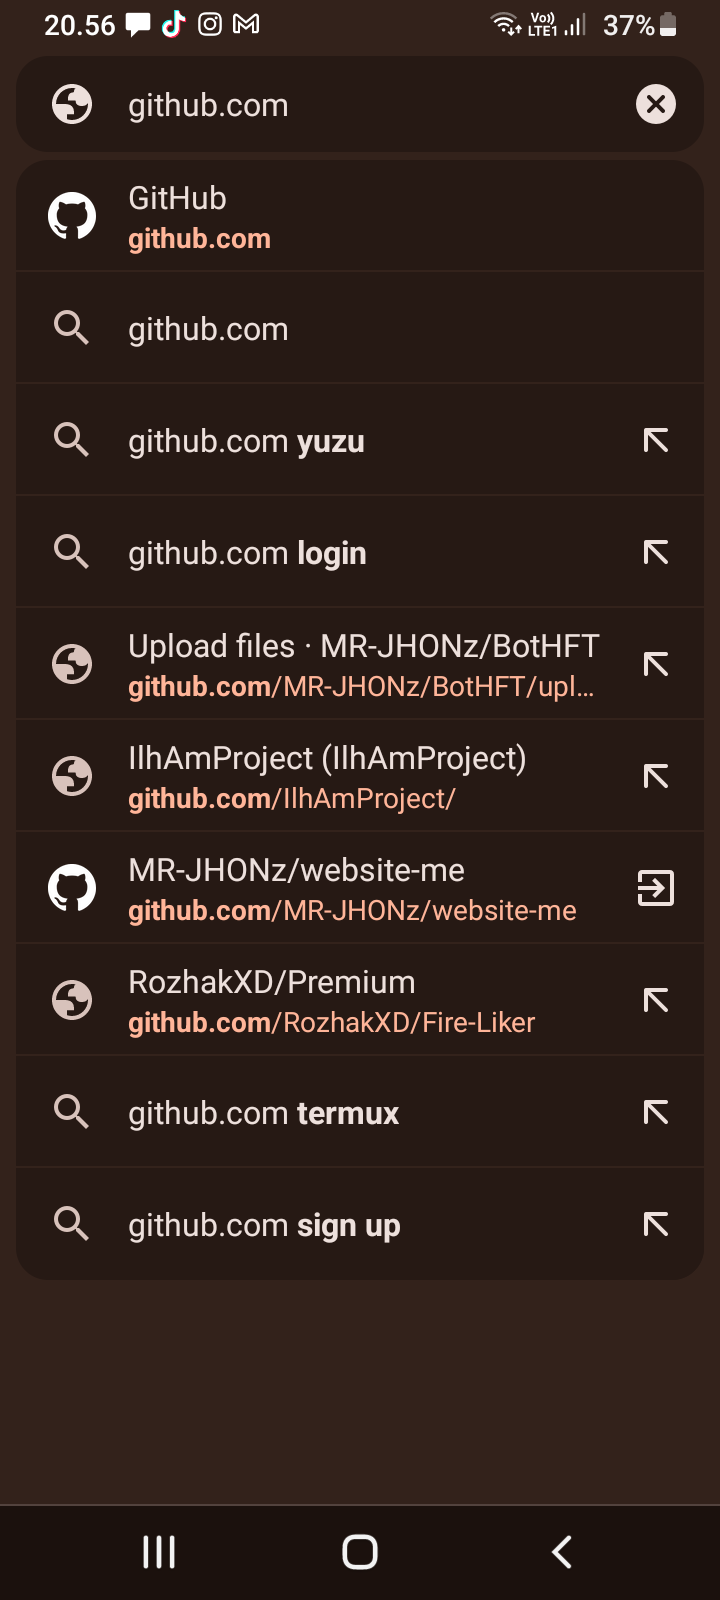 20.56
Vo))
LTE1
37%
github.com
GitHub
github.com
github.com
github.com yuzu
github.com login
Upload files · MR-JHONz/BotHFT
github.com/MR-JHONz/BotHFT/upl...
IlhAmProject (IlhAmProject)
github.com/IlhAmProject/
MR-JHONz/website-me
github.com/MR-JHONz/website-me
RozhakXD/Premium
github.com/RozhakXD/Fire-Liker
github.com termux
github.com sign up